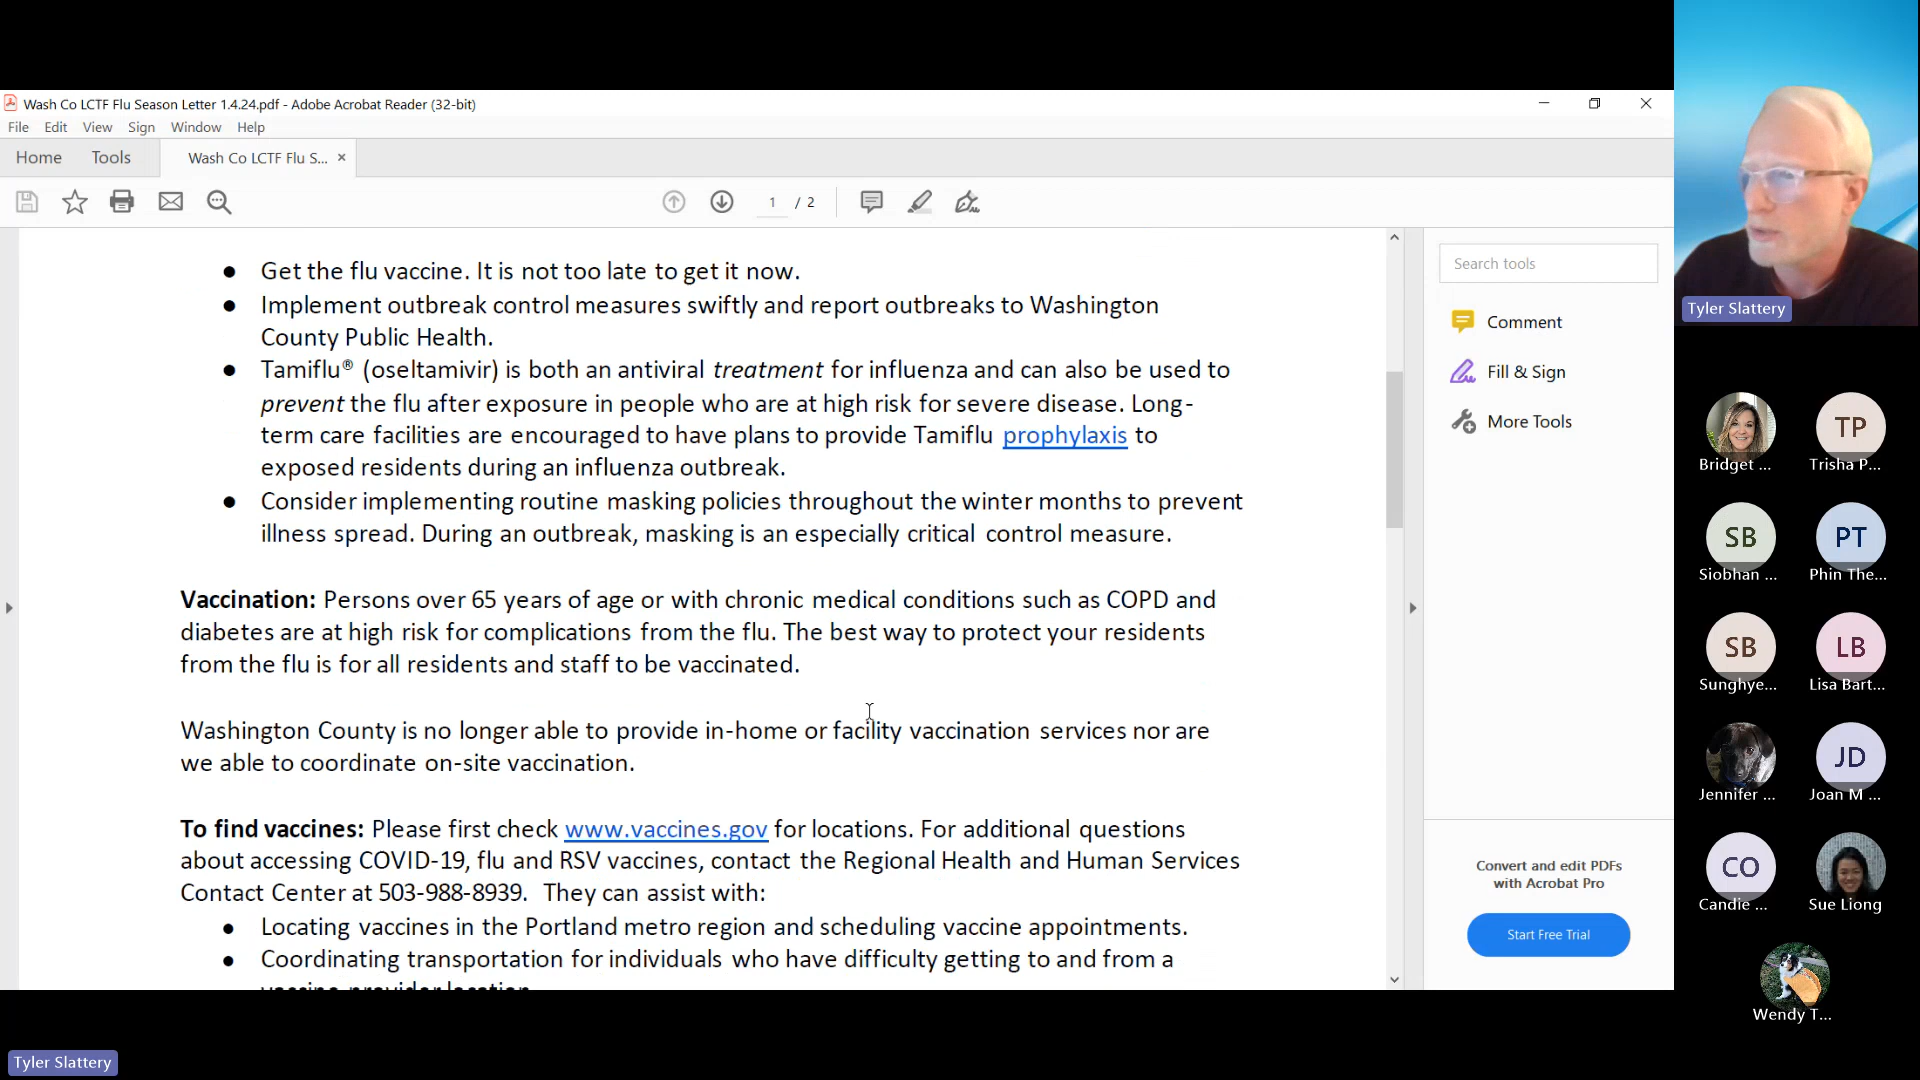 Wash Co LCTF Flu Season Letter 1.4.24.pdf - Adobe Acrobat Reader (32-bit)
File Edit View Sign Window Help
Home Tools Wash Co LCTF Flu S... ×
1 / 2
● Get the flu vaccine. It is not too late to get it now.
● Implement outbreak control measures swiftly and report outbreaks to Washington
County Public Health.
● Tamiflu® (oseltamivir) is both an antiviral treatment for influenza and can also be used to
prevent the flu after exposure in people who are at high risk for severe disease. Long-
term care facilities are encouraged to have plans to provide Tamiflu prophylaxis to
exposed residents during an influenza outbreak.
● Consider implementing routine masking policies throughout the winter months to prevent
illness spread. During an outbreak, masking is an especially critical control measure.
Vaccination: Persons over 65 years of age or with chronic medical conditions such as COPD and
diabetes are at high risk for complications from the flu. The best way to protect your residents
from the flu is for all residents and staff to be vaccinated.
Washington County is no longer able to provide in-home or facility vaccination services nor are
we able to coordinate on-site vaccination.
To find vaccines: Please first check www.vaccines.gov for locations. For additional questions
about accessing COVID-19, flu and RSV vaccines, contact the Regional Health and Human Services
Contact Center at 503-988-8939. They can assist with:
● Locating vaccines in the Portland metro region and scheduling vaccine appointments.
● Coordinating transportation for individuals who have difficulty getting to and from a
vaccine provider location
Search tools
Comment
Fill & Sign
More Tools
Convert and edit PDFs
with Acrobat Pro
Start Free Trial
Tyler Slattery
TP
Bridget ... Trisha P...
SB PT
Siobhan ... Phin The...
SB LB
Sunghye... Lisa Bart...
JD
Jennifer ... Joan M ...
CO
Candie ... Sue Liong
Wendy T...
Tyler Slattery